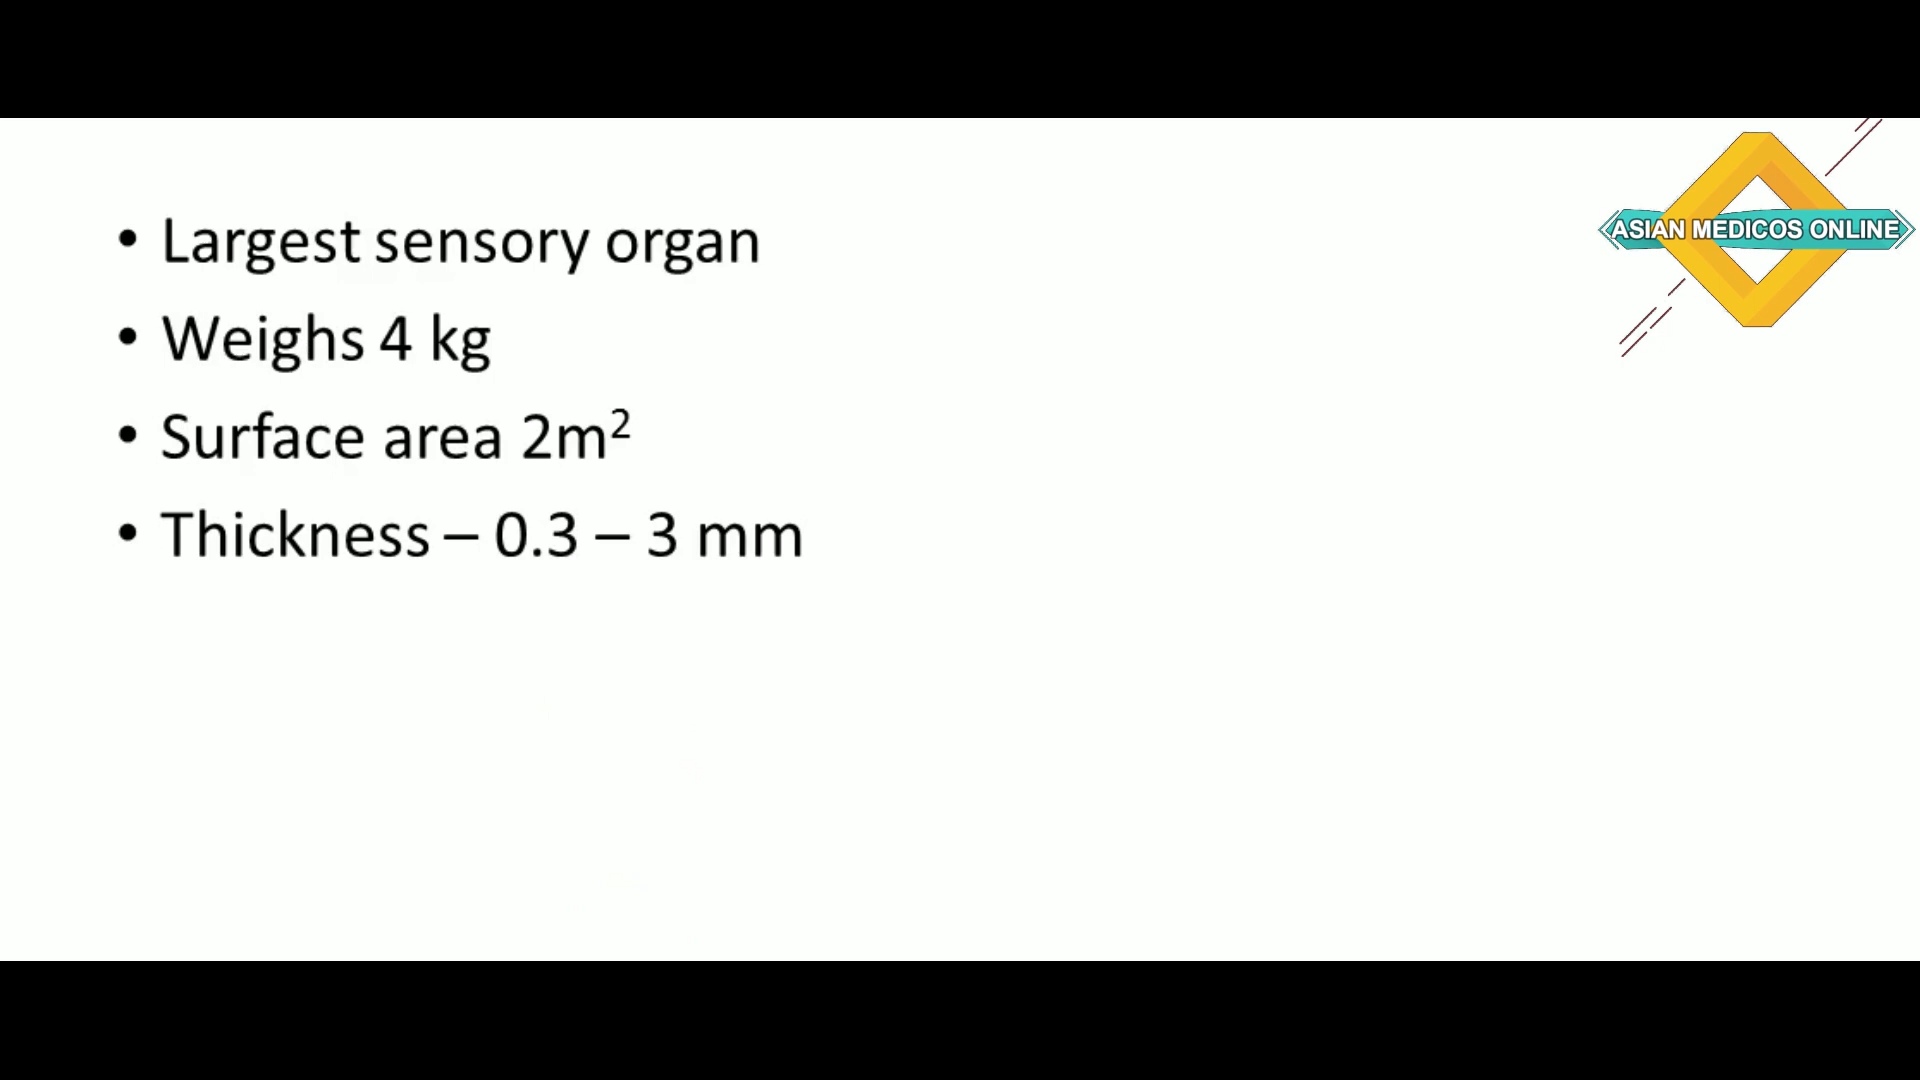 • Largest sensory organ
ASIAN MEDICOS ONLINE
• Weighs 4 kg
• Surface area 2m²
• Thickness – 0.3 – 3 mm